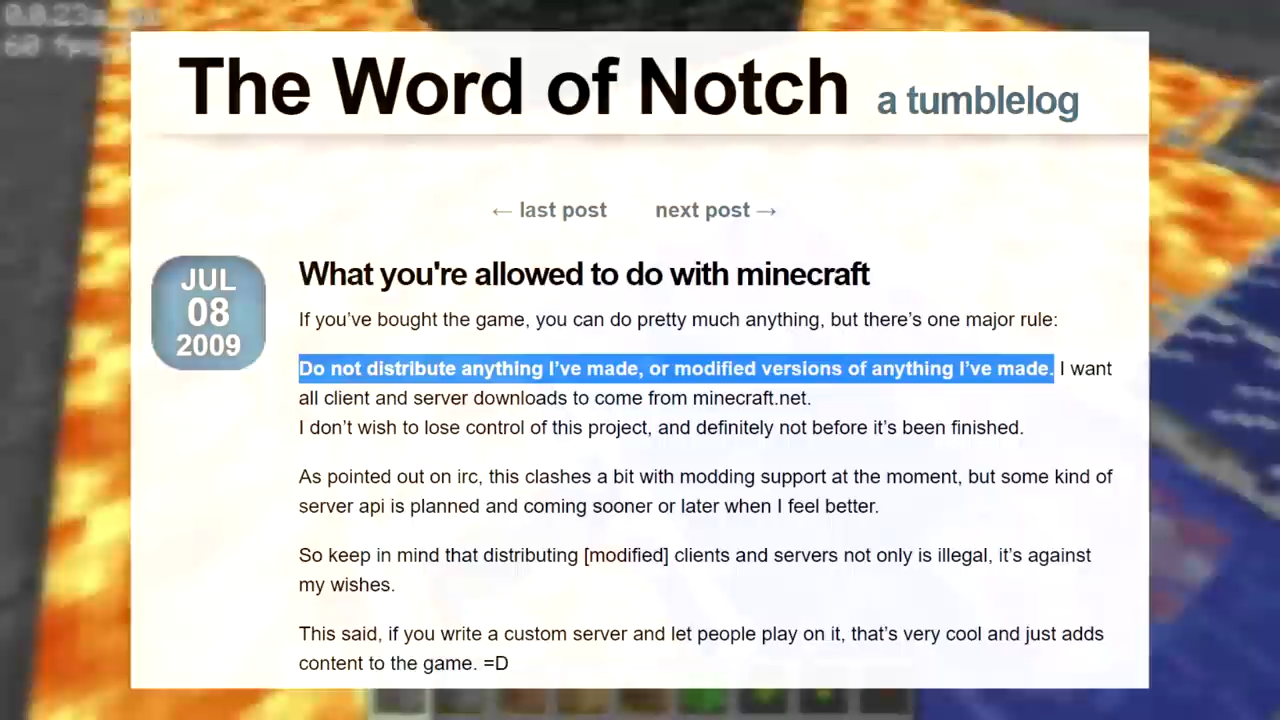 0.0.23a_01
60 fps,
The Word of Notch a tumblelog
← last post next post →
JUL
08
2009
What you're allowed to do with minecraft
If you’ve bought the game, you can do pretty much anything, but there’s one major rule:
Do not distribute anything I’ve made, or modified versions of anything I’ve made. I want
all client and server downloads to come from minecraft.net.
I don’t wish to lose control of this project, and definitely not before it’s been finished.
As pointed out on irc, this clashes a bit with modding support at the moment, but some kind of
server api is planned and coming sooner or later when I feel better.
So keep in mind that distributing [modified] clients and servers not only is illegal, it’s against
my wishes.
This said, if you write a custom server and let people play on it, that’s very cool and just adds
content to the game. =D